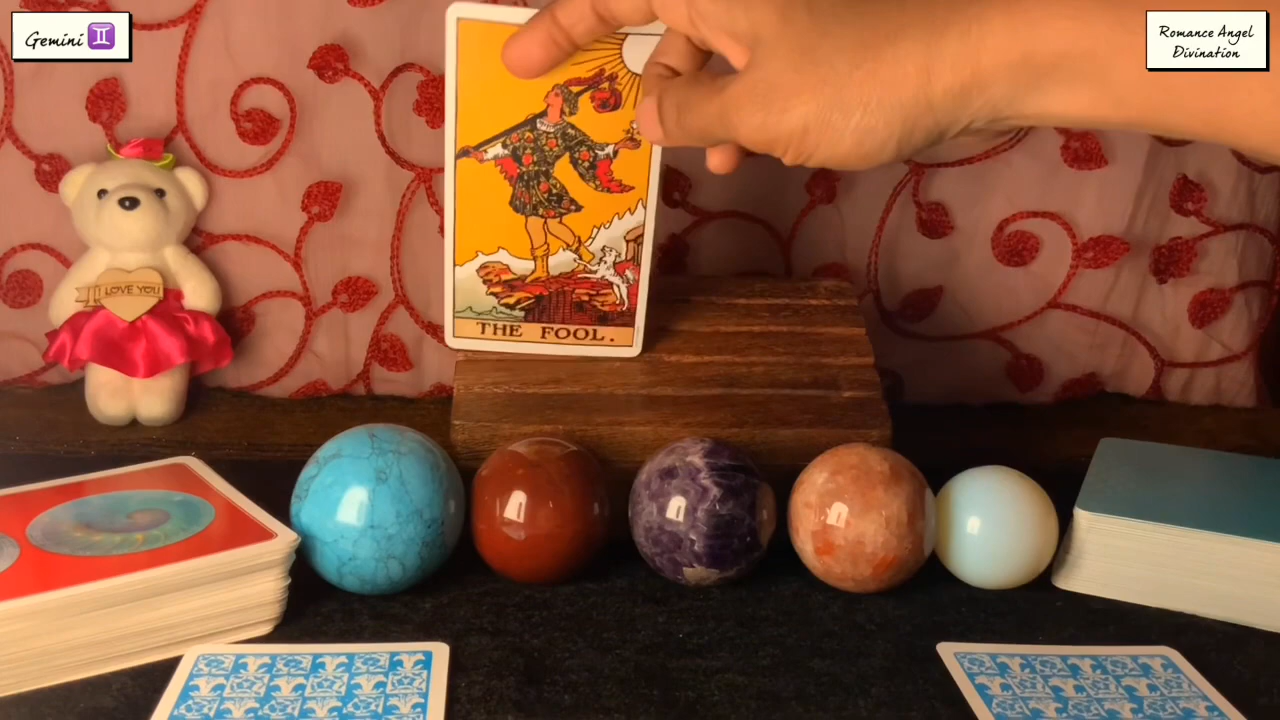 Gemini ♊
Romance Angel
Divination
I LOVE YOU
THE FOOL.